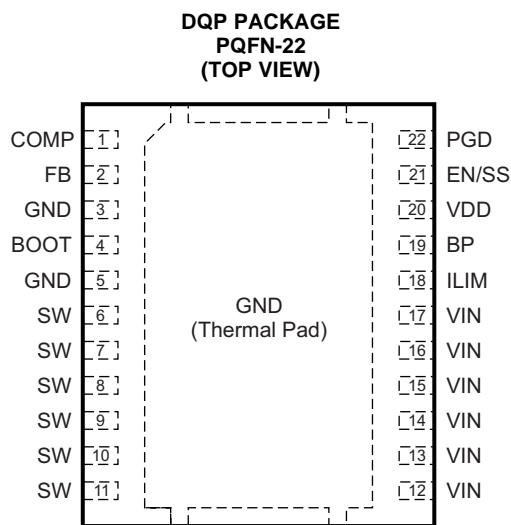 DQP PACKAGE
PQFN-22
(TOP VIEW)
COMP 1 22 PGD
FB 2 21 EN/SS
GND 3 20 VDD
BOOT 4 19 BP
GND 5 18 ILIM
SW 6 17 VIN
GND
(Thermal Pad)
SW 7 16 VIN
SW 8 15 VIN
SW 9 14 VIN
SW 10 13 VIN
SW 11 12 VIN